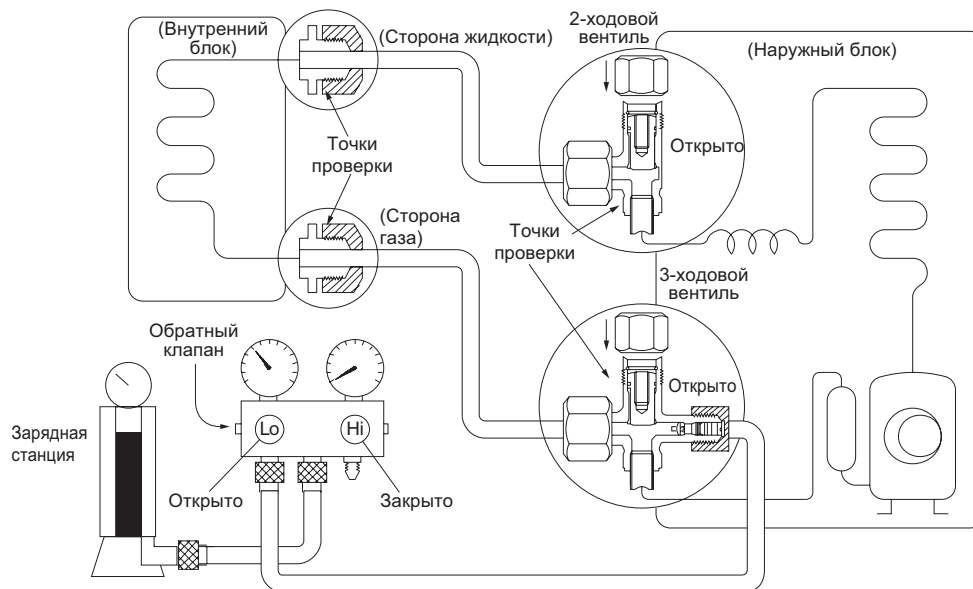 (Внутренний
блок)
(Сторона жидкости)
2-ходовой
вентиль
(Наружный блок)
Открыто
Точки
проверки
(Сторона
газа)
Точки
проверки
3-ходовой
вентиль
Обратный
клапан
Открыто
Зарядная
станция
Lo
Hi
Открыто
Закрыто